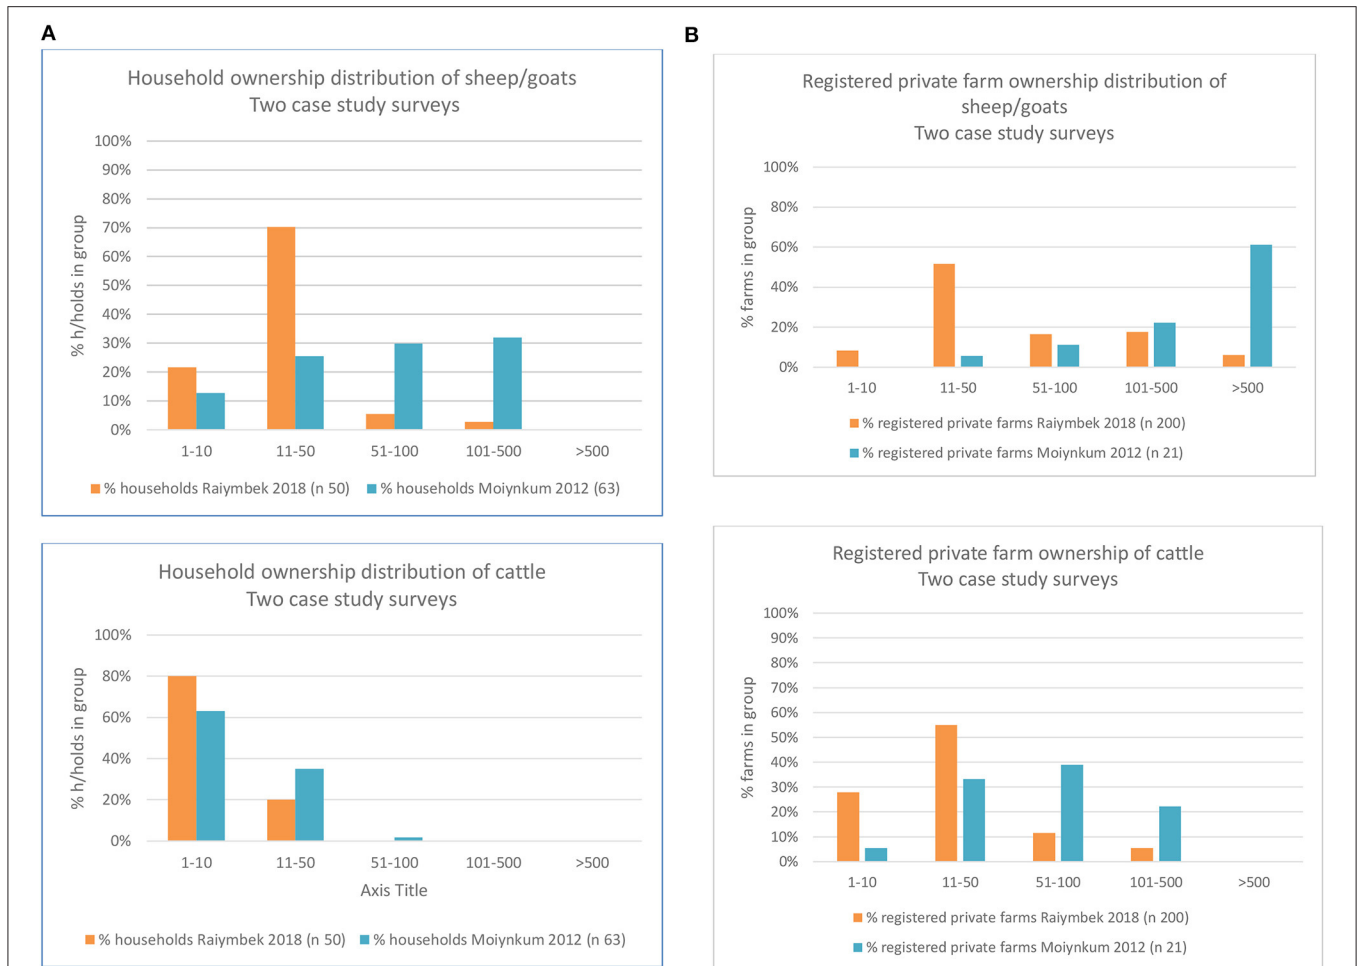 A
Household ownership distribution of sheep/goats
Two case study surveys
% h/holds in group
100%
90%
80%
70%
60%
50%
40%
30%
20%
10%
0%
1-10 11-50 51-100 101-500 >500
% households Raiymbek 2018 (n 50) % households Moiynkum 2012 (63)
Household ownership distribution of cattle
Two case study surveys
% h/holds in group
100%
80%
60%
40%
20%
0%
1-10 11-50 51-100 101-500 >500
Axis Title
% households Raiymbek 2018 (n 50) % households Moiynkum 2012 (n 63)
B
Registered private farm ownership distribution of
sheep/goats
Two case study surveys
% farms in group
100%
80%
60%
40%
20%
0%
1-10 11-50 51-100 101-500 >500
% registered private farms Raiymbek 2018 (n 200)
% registered private farms Moiynkum 2012 (n 21)
Registered private farm ownership of cattle
Two case study surveys
% farms in group
100%
90%
80%
70%
60%
50%
40%
30%
20%
10%
0%
1-10 11-50 51-100 101-500 >500
% registered private farms Raiymbek 2018 (n 200)
% registered private farms Moiynkum 2012 (n 21)